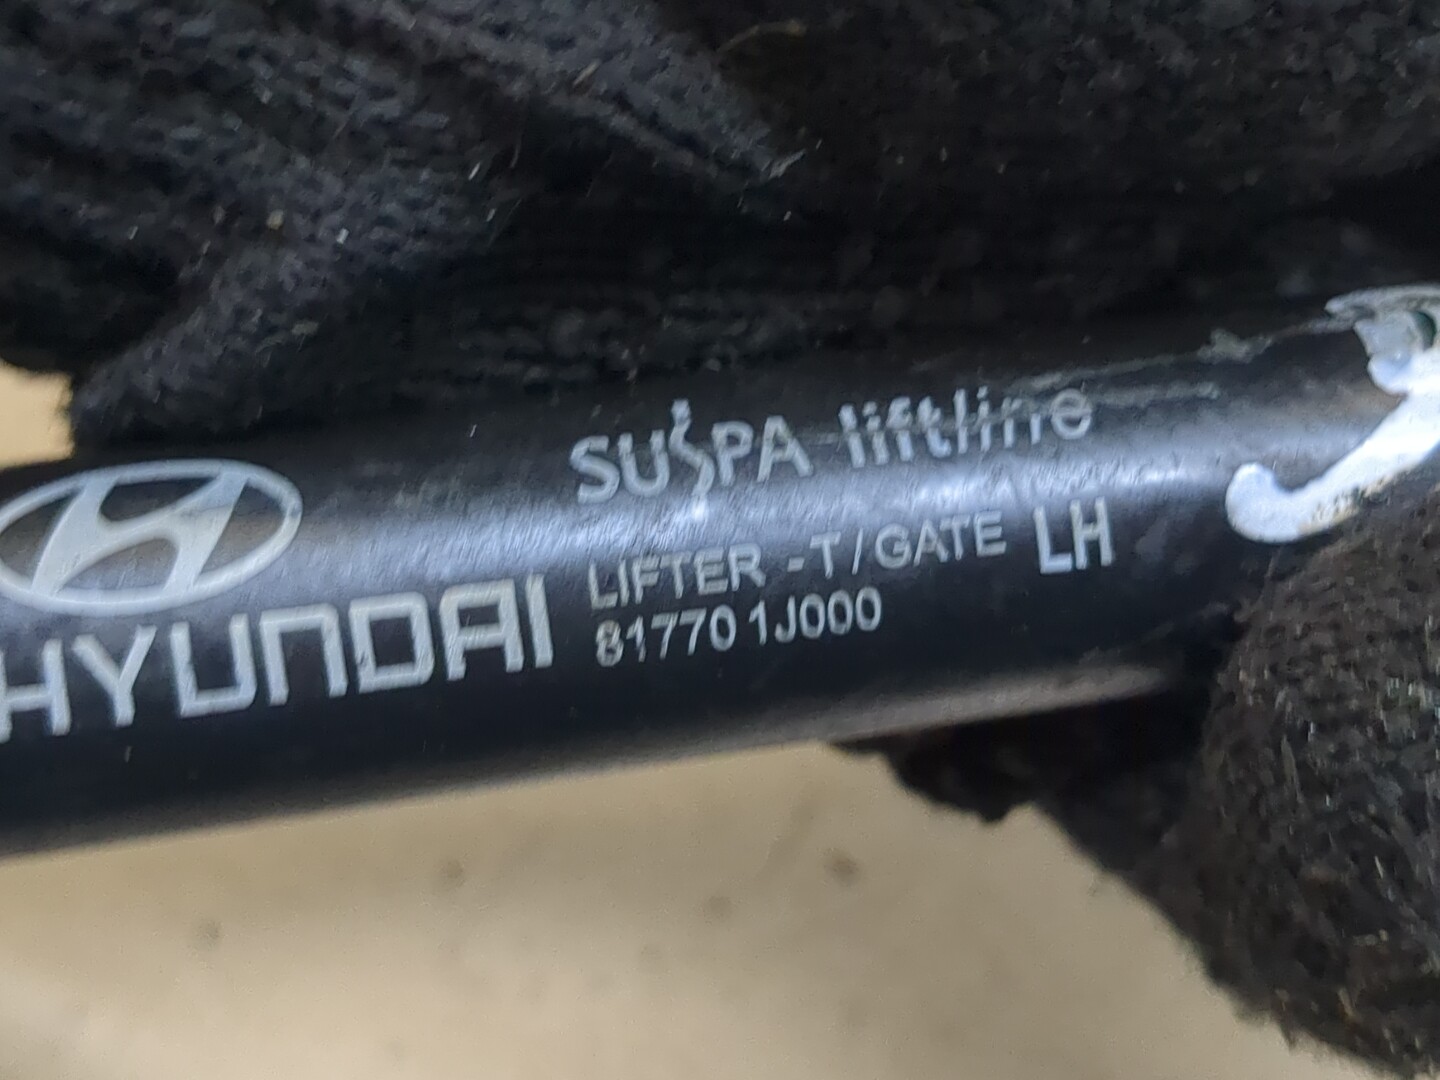 SUSPA liftline
HYUNDAI
LIFTER -T/GATE LH
81770 1J000